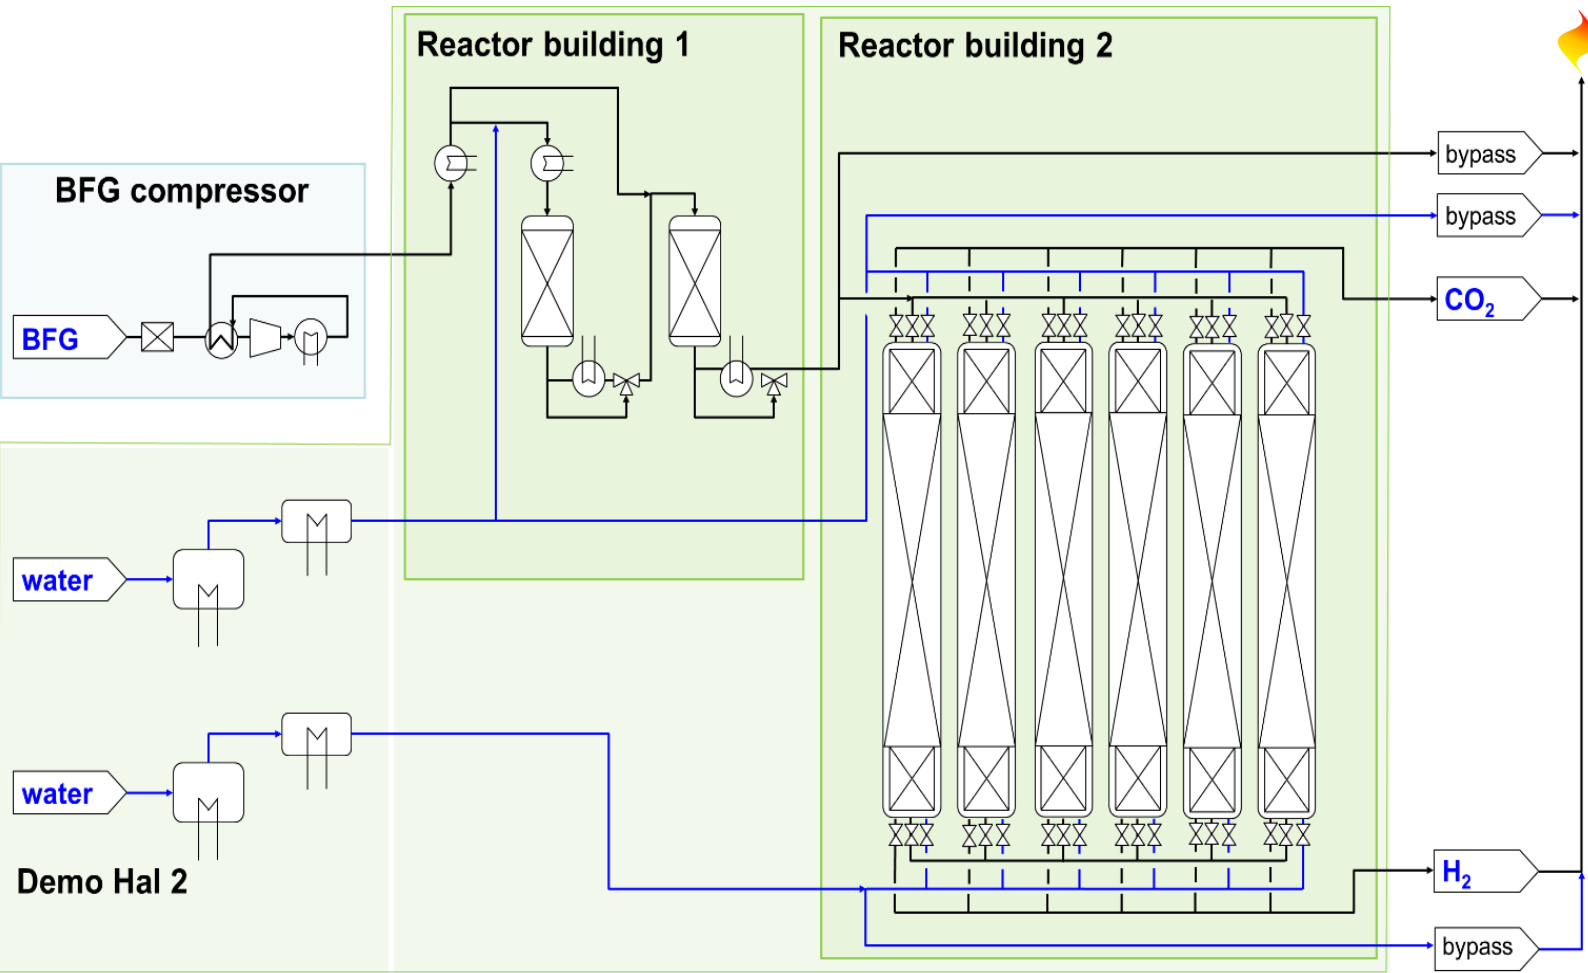 Reactor building 1
Reactor building 2
bypass
BFG compressor
bypass
CO₂
BFG
water
water
Demo Hal 2
H₂
bypass